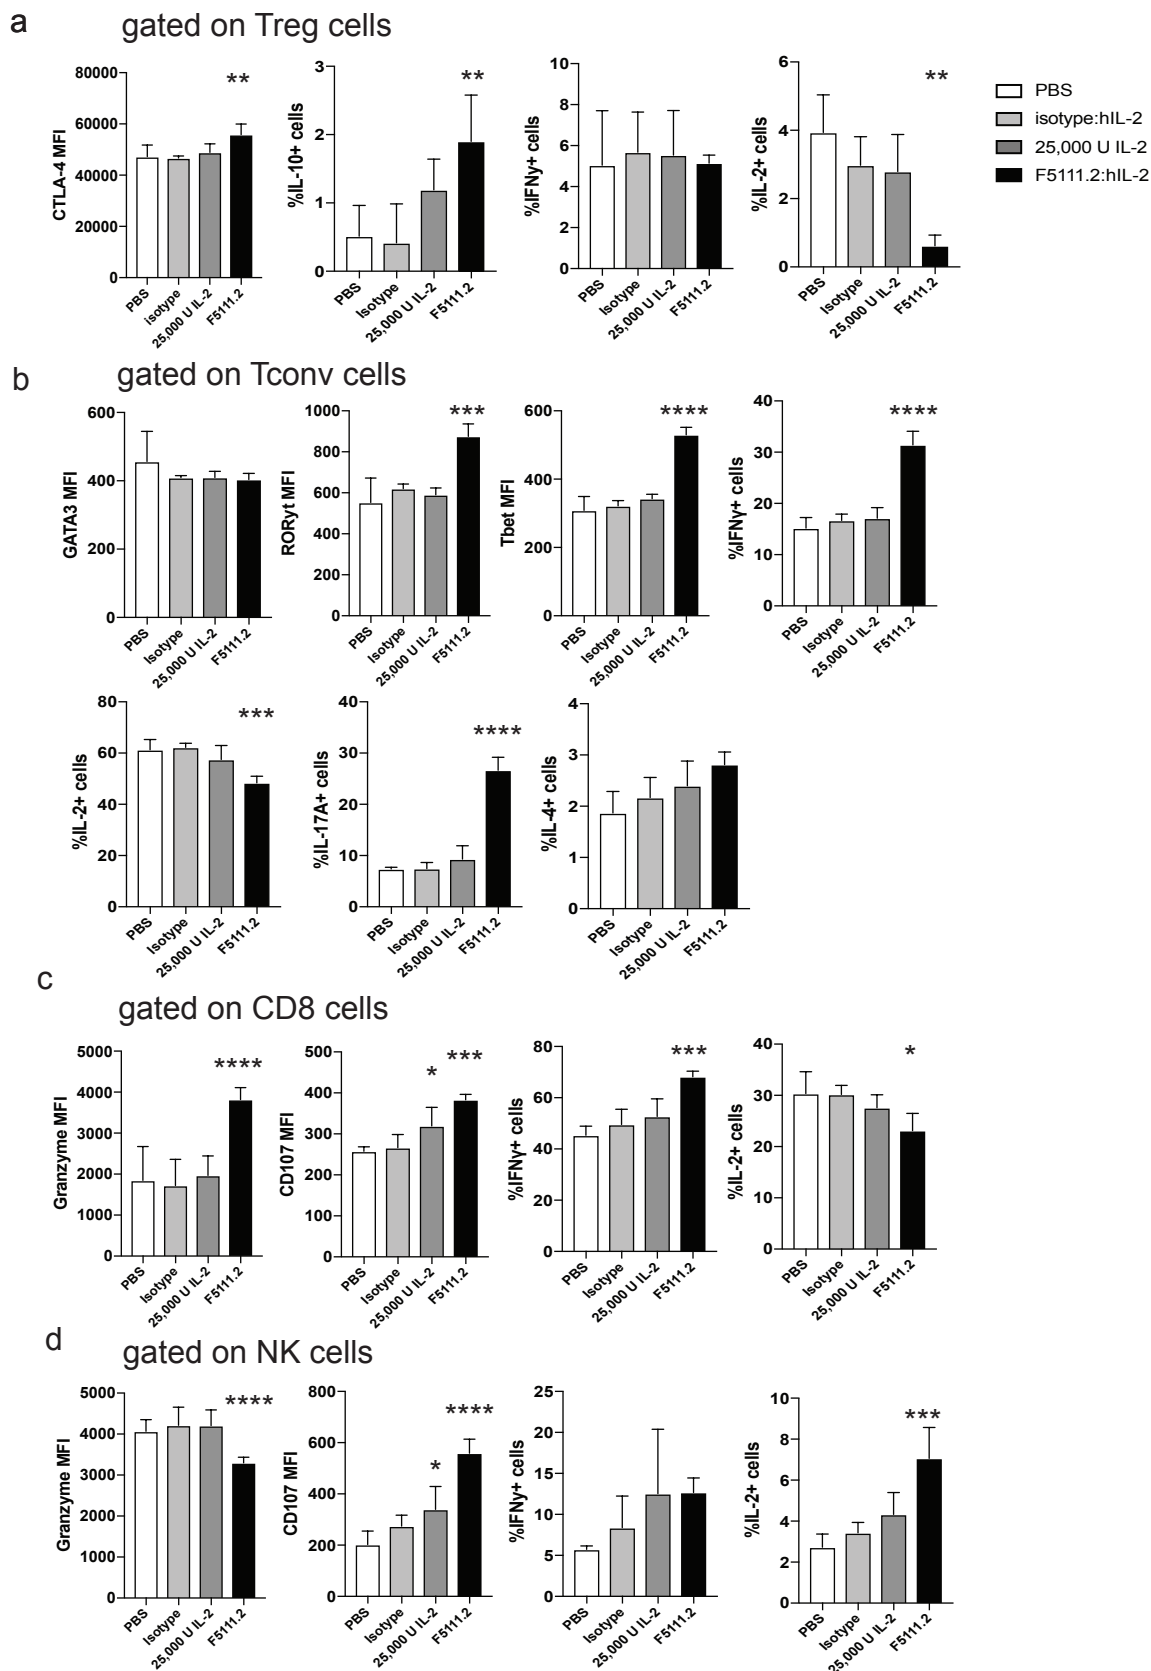 a
gated on Treg cells
CTLA-4 MFI
80000
60000
40000
20000
0
**
PBS
isotype
25,000 U IL-2
F5111.2
%IL-10+ cells
3
2
1
0
**
PBS
Isotype
25,000 U IL-2
F5111.2
%IFNγ+ cells
10
8
6
4
2
0
PBS
Isotype
25,000 U IL-2
F5111.2
%IL-2+ cells
6
4
2
0
**
PBS
Isotype
25,000 U IL-2
F5111.2
PBS
isotype:hIL-2
25,000 U IL-2
F5111.2:hIL-2
b
gated on Tconv cells
GATA3 MFI
600
400
200
0
PBS
Isotype
25,000 U IL-2
F5111.2
RORγt MFI
1000
800
600
400
200
0
***
PBS
Isotype
25,000 U IL-2
F5111.2
Tbet MFI
600
400
200
0
****
PBS
Isotype
25,000 U IL-2
F5111.2
%IFNγ+ cells
40
30
20
10
0
****
PBS
Isotype
25,000 U IL-2
F5111.2
%IL-2+ cells
80
60
40
20
0
***
PBS
Isotype
25,000 U IL-2
F5111.2
%IL-17A+ cells
40
30
20
10
0
****
PBS
Isotype
25,000 U IL-2
F5111.2
%IL-4+ cells
4
3
2
1
0
PBS
Isotype
25,000 U IL-2
F5111.2
c
gated on CD8 cells
Granzyme MFI
5000
4000
3000
2000
1000
0
****
PBS
Isotype
25,000 U IL-2
F5111.2
CD107 MFI
500
400
300
200
100
0
*
***
PBS
Isotype
25,000 U IL-2
F5111.2
%IFNγ+ cells
80
60
40
20
0
***
PBS
Isotype
25,000 U IL-2
F5111.2
%IL-2+ cells
40
30
20
10
0
*
PBS
Isotype
25,000 U IL-2
F5111.2
d
gated on NK cells
Granzyme MFI
5000
4000
3000
2000
1000
0
****
PBS
Isotype
25,000 U IL-2
F5111.2
CD107 MFI
800
600
400
200
0
*
****
PBS
Isotype
25,000 U IL-2
F5111.2
%IFNγ+ cells
25
20
15
10
5
0
PBS
Isotype
25,000 U IL-2
F5111.2
%IL-2+ cells
10
8
6
4
2
0
***
PBS
Isotype
25,000 U IL-2
F5111.2